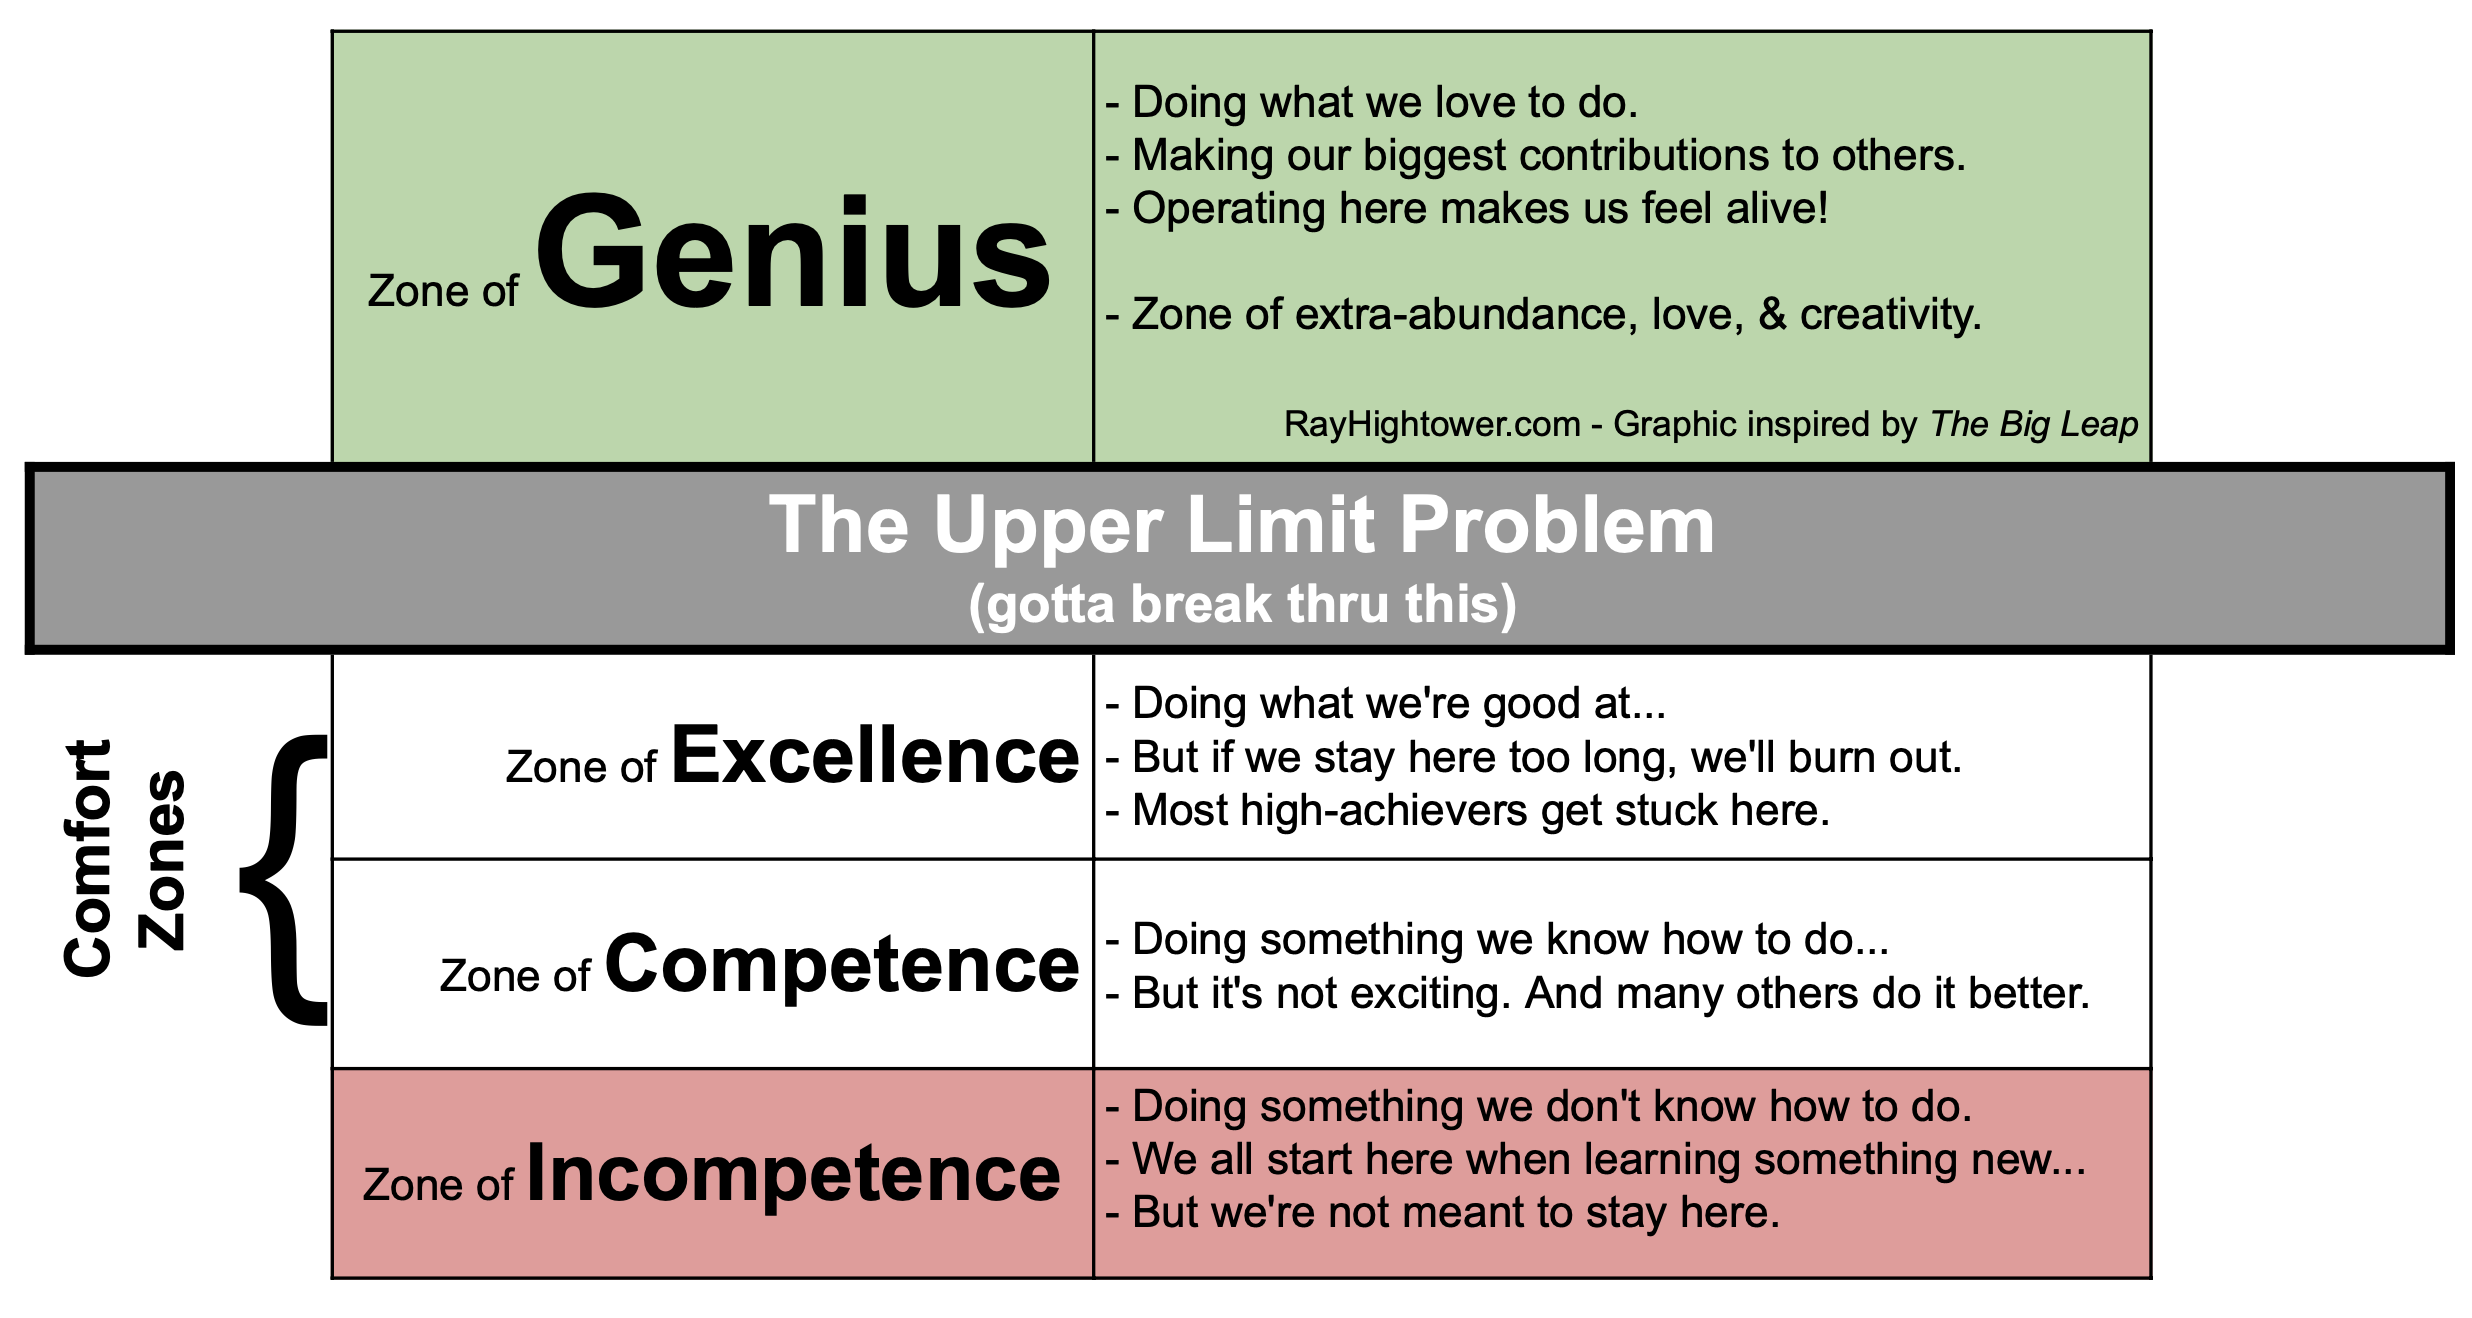 Zone of Genius
- Doing what we love to do.
- Making our biggest contributions to others.
- Operating here makes us feel alive!
- Zone of extra-abundance, love, & creativity.
RayHightower.com - Graphic inspired by The Big Leap
The Upper Limit Problem
(gotta break thru this)
Comfort
Zones
{
Zone of Excellence
- Doing what we're good at...
- But if we stay here too long, we'll burn out.
- Most high-achievers get stuck here.
Zone of Competence
- Doing something we know how to do...
- But it's not exciting. And many others do it better.
Zone of Incompetence
- Doing something we don't know how to do.
- We all start here when learning something new...
- But we're not meant to stay here.